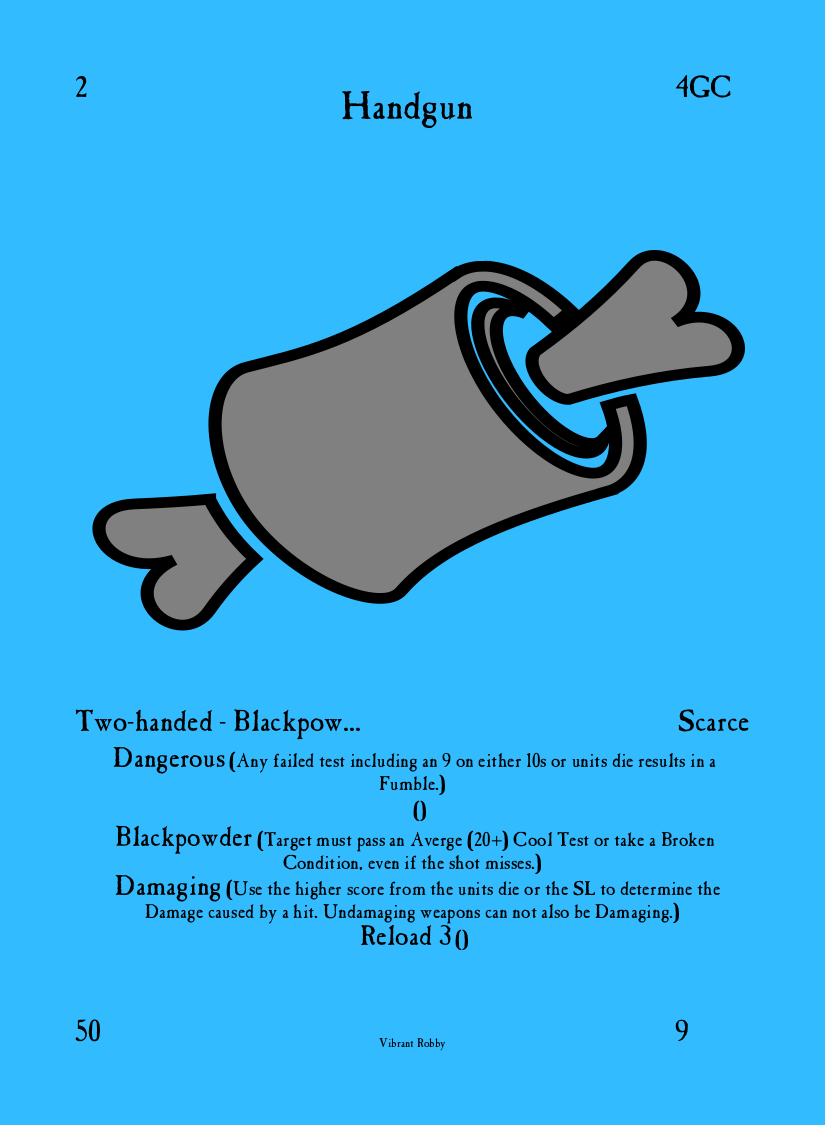 2
4GC
Handgun
Two-handed - Blackpow...
Scarce
Dangerous (Any failed test including an 9 on either 10s or units die results in a
Fumble.)
()
Blackpowder (Target must pass an Averge (20+) Cool Test or take a Broken
Condition, even if the shot misses.)
Damaging (Use the higher score from the units die or the SL to determine the
Damage caused by a hit. Undamaging weapons can not also be Damaging.)
Reload 3 ()
50
Vibrant Robby
9